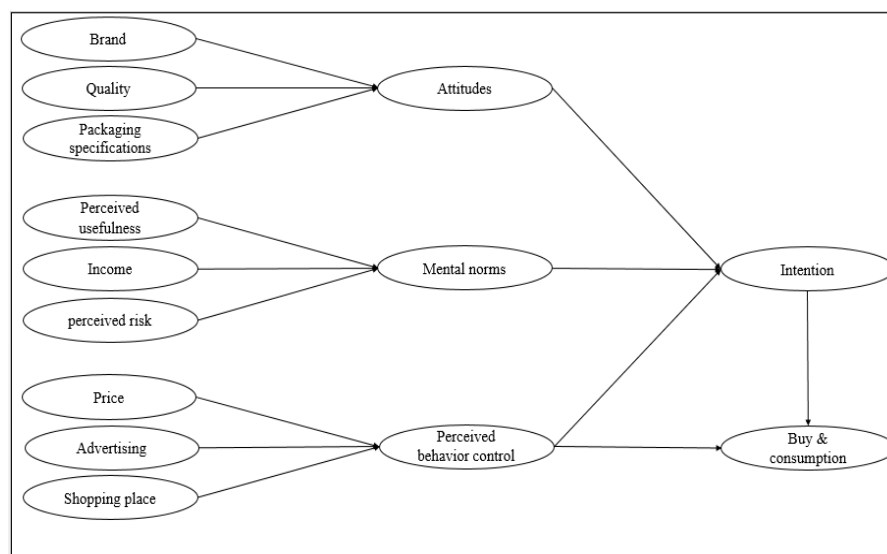 Brand
Quality
Packaging
specifications
Attitudes
Perceived
usefulness
Income
perceived risk
Mental norms
Intention
Price
Advertising
Shopping place
Perceived
behavior control
Buy &
consumption